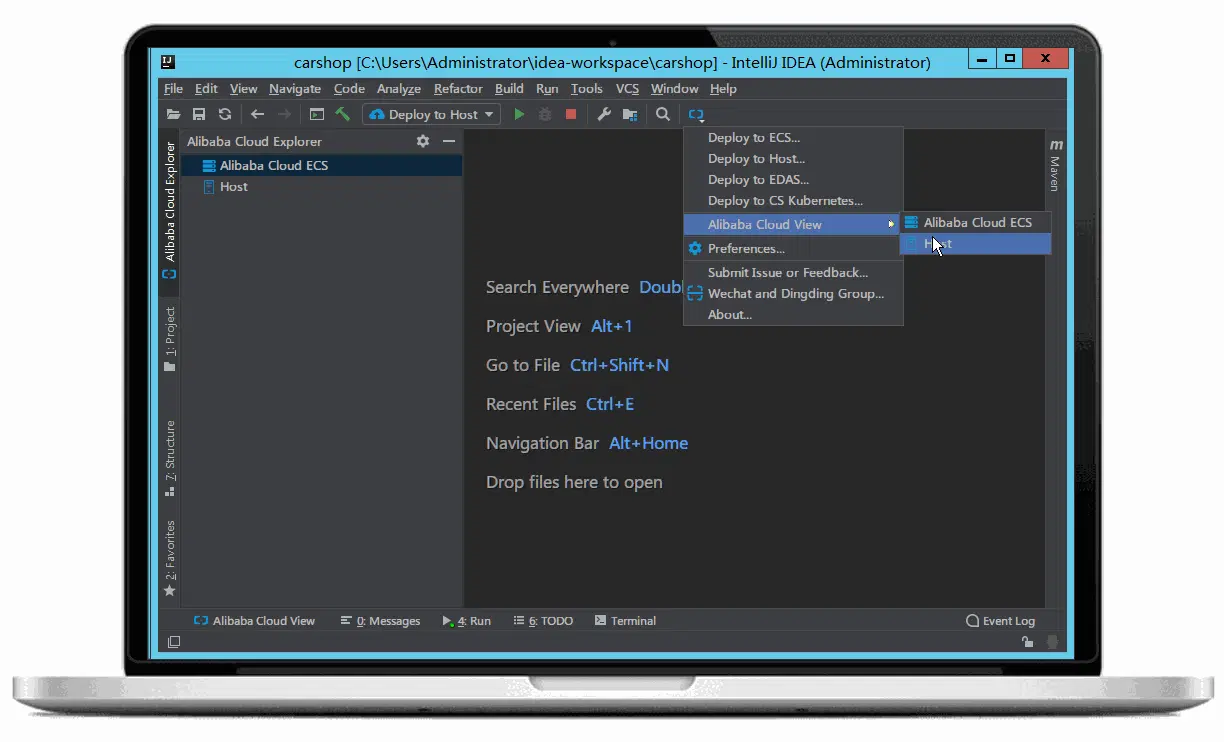 IJ
carshop [C:\Users\Administrator\idea-workspace\carshop] - IntelliJ IDEA (Administrator)
File Edit View Navigate Code Analyze Refactor Build Run Tools VCS Window Help
Deploy to Host
Alibaba Cloud Explorer
Alibaba Cloud ECS
Host
Alibaba Cloud Explorer
1: Project
7: Structure
2: Favorites
Deploy to ECS...
Deploy to Host...
Deploy to EDAS...
Deploy to CS Kubernetes...
Alibaba Cloud View
Preferences...
Submit Issue or Feedback...
Wechat and Dingding Group...
About...
Alibaba Cloud ECS
m Maven
Search Everywhere
Project View Alt+1
Go to File Ctrl+Shift+N
Recent Files Ctrl+E
Navigation Bar Alt+Home
Drop files here to open
Alibaba Cloud View 0: Messages 4: Run 6: TODO Terminal Event Log